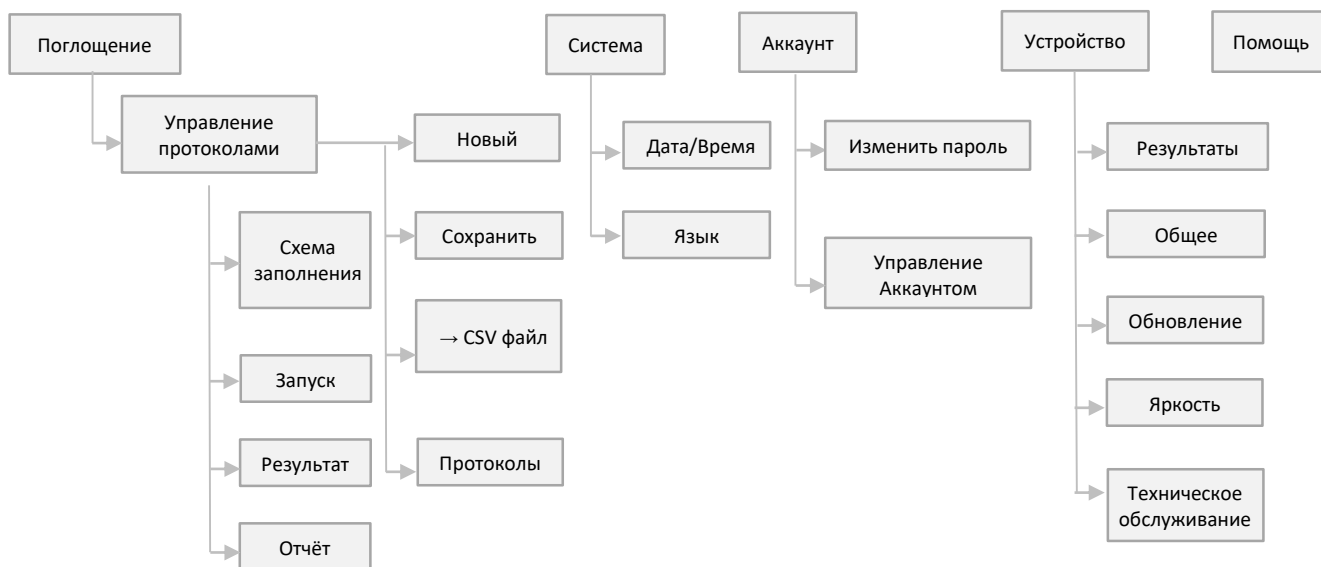 Поглощение
Система
Аккаунт
Устройство
Помощь
Управление
протоколами
Новый
Дата/Время
Изменить пароль
Результаты
Схема
заполнения
Сохранить
Язык
Управление
Аккаунтом
Общее
→ CSV файл
Обновление
Запуск
Яркость
Результат
Протоколы
Техническое
обслуживание
Отчёт